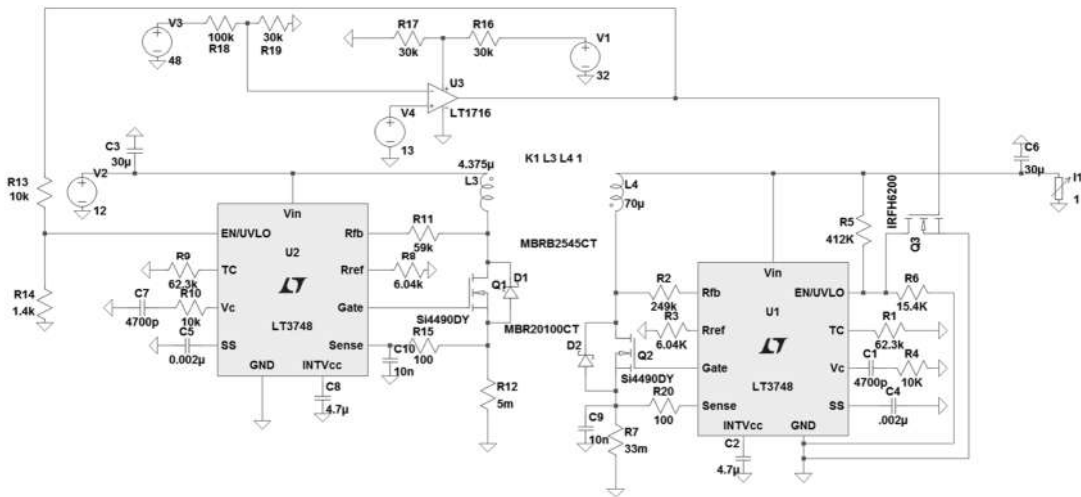 V3
48
100k
R18
30k
R19
R17
30k
R16
30k
V1
32
U3
LT1716
V4
13
C3
30µ
V2
12
R13
10k
R14
1.4k
4.375µ
L3
K1 L3 L4 1
L4
70µ
C6
30µ
I1
1
Vin
EN/UVLO
U2
Rfb
TC
Rref
Vc
Gate
LT3748
SS
Sense
GND
INTVcc
R9
62.3k
C7
4700p
R10
10k
C5
0.002µ
C8
4.7µ
R11
59k
R8
6.04k
Q1
D1
Si4490DY
R15
100
C10
10n
R12
5m
MBRB2545CT
MBR20100CT
D2
Q2
Si4490DY
R2
249k
R3
6.04K
R20
100
C9
10n
R7
33m
R5
412K
IRFH6200
Q3
Vin
Rfb
EN/UVLO
U1
Rref
TC
Gate
Vc
LT3748
Sense
SS
INTVcc
GND
R6
15.4K
R1
62.3k
C1
4700p
R4
10K
C4
.002µ
C2
4.7µ